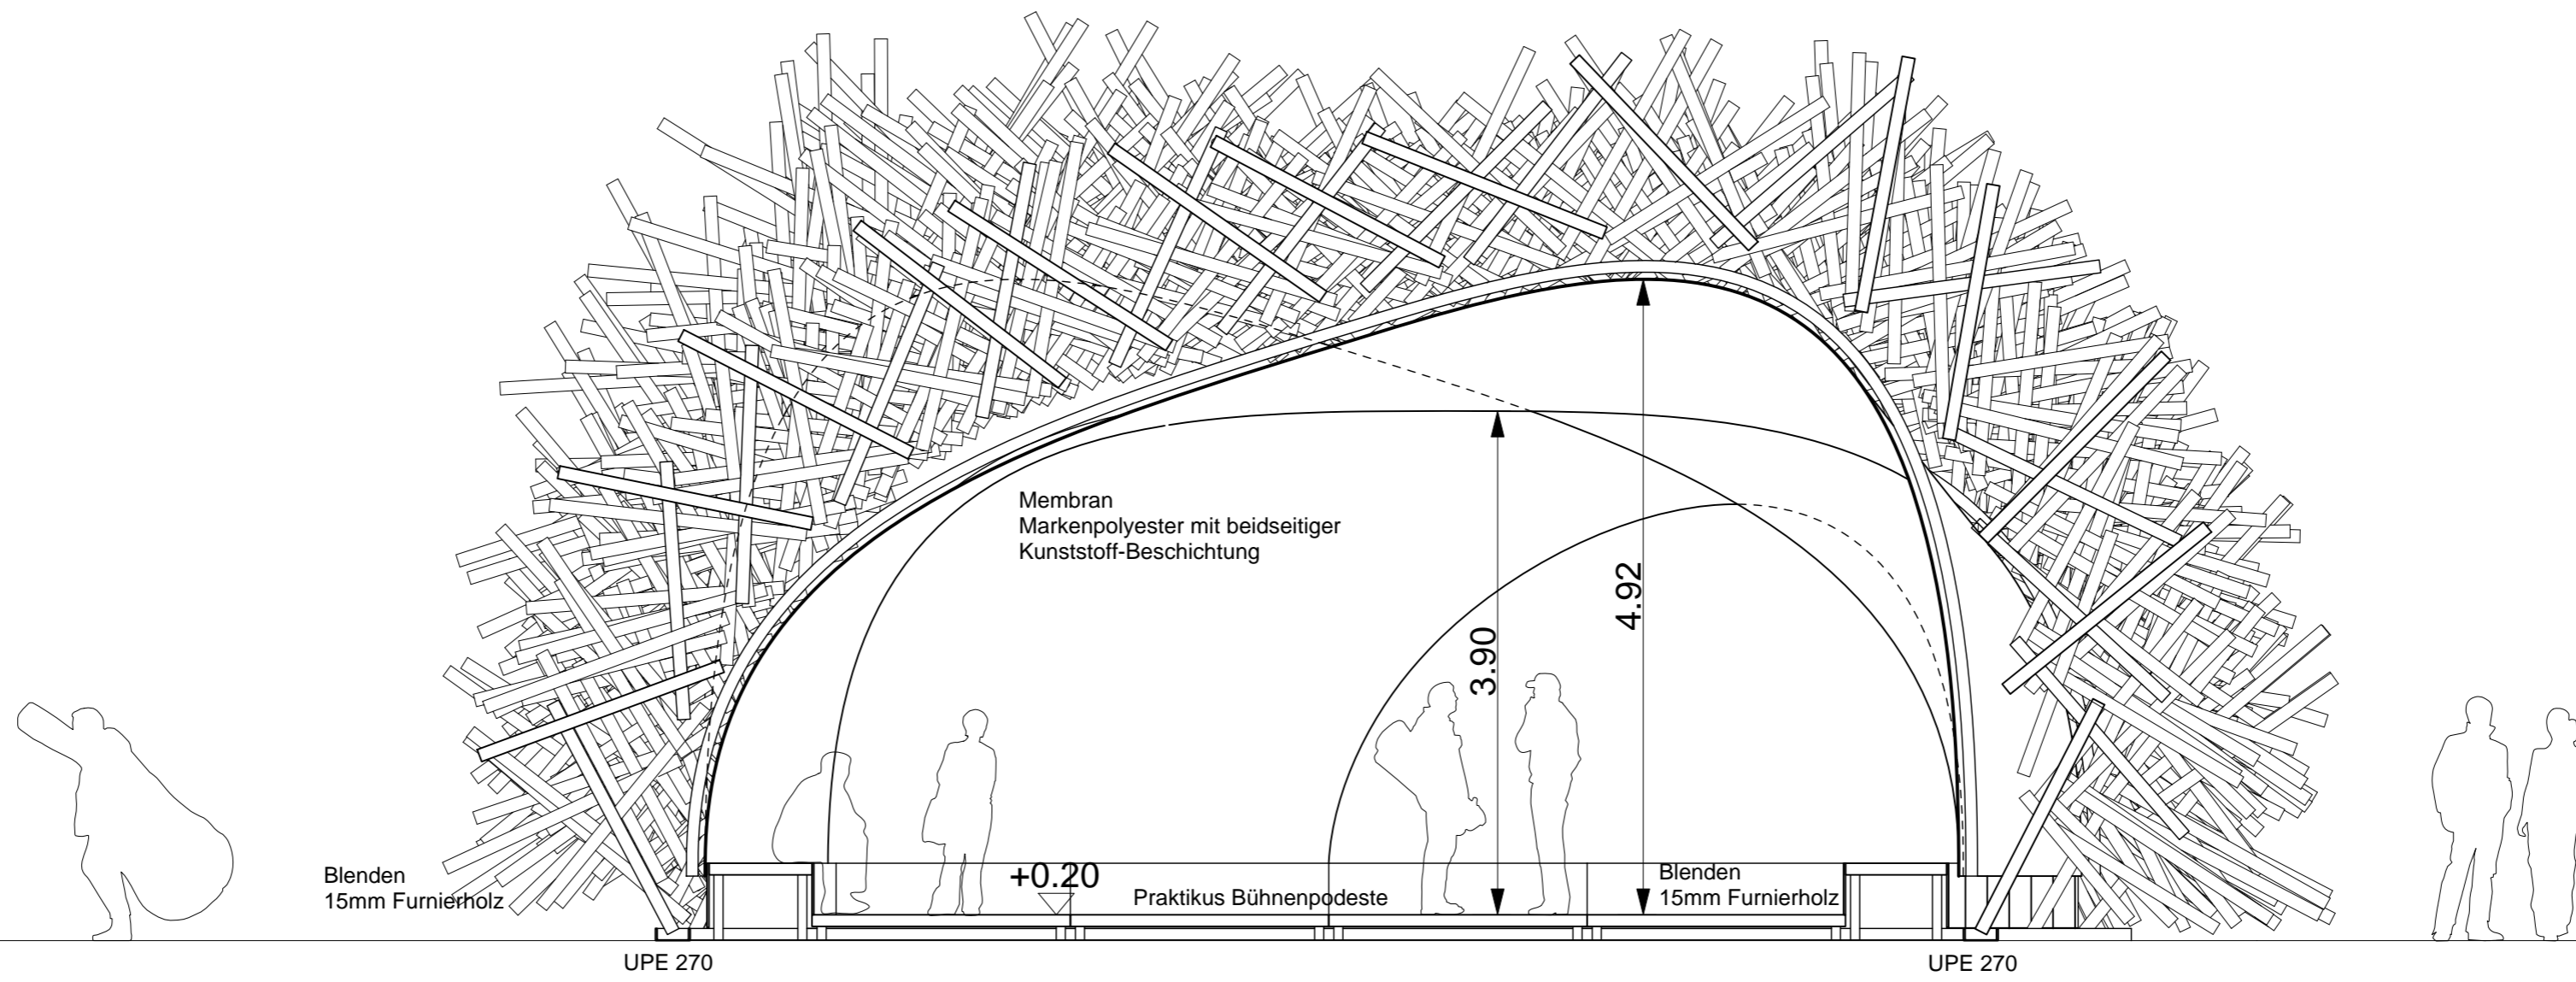 Membran
Markenpolyester mit beidseitiger
Kunststoff-Beschichtung
4.92
3.90
Blenden
15mm Furnierholz
+0.20
Praktikus Bühnenpodeste
Blenden
15mm Furnierholz
UPE 270
UPE 270